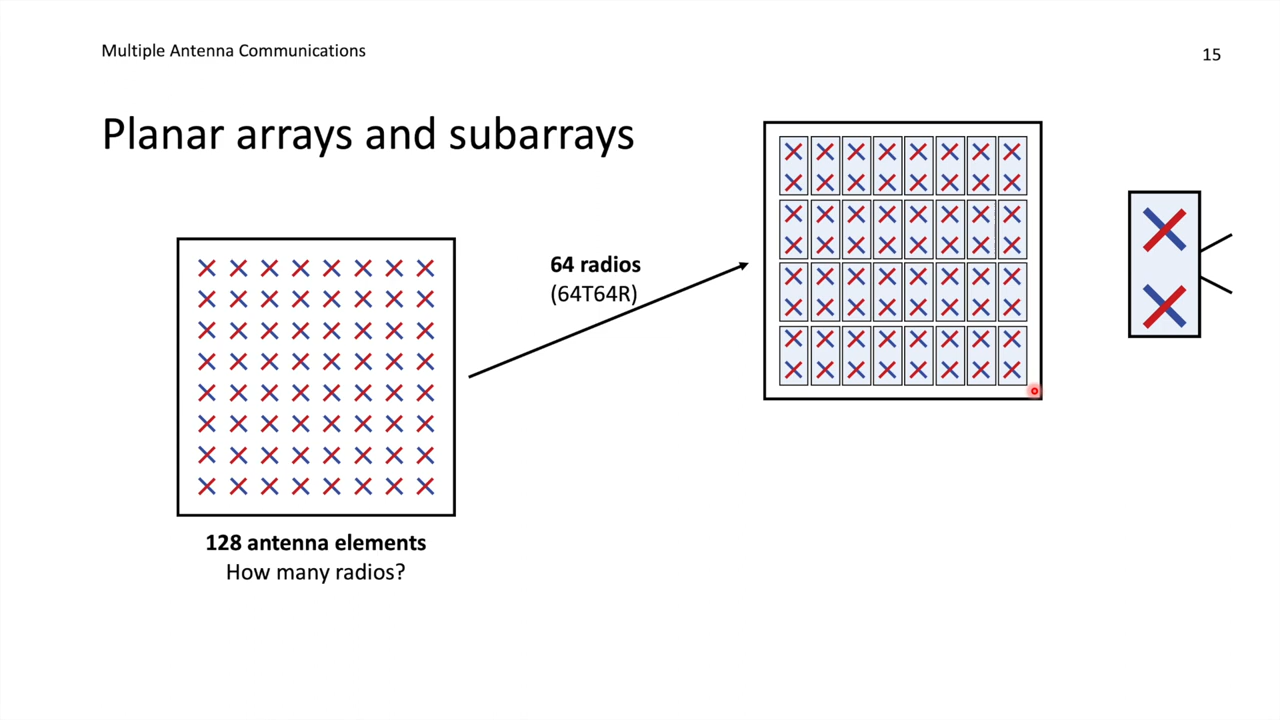 Multiple Antenna Communications
15
Planar arrays and subarrays
64 radios
(64T64R)
128 antenna elements
How many radios?